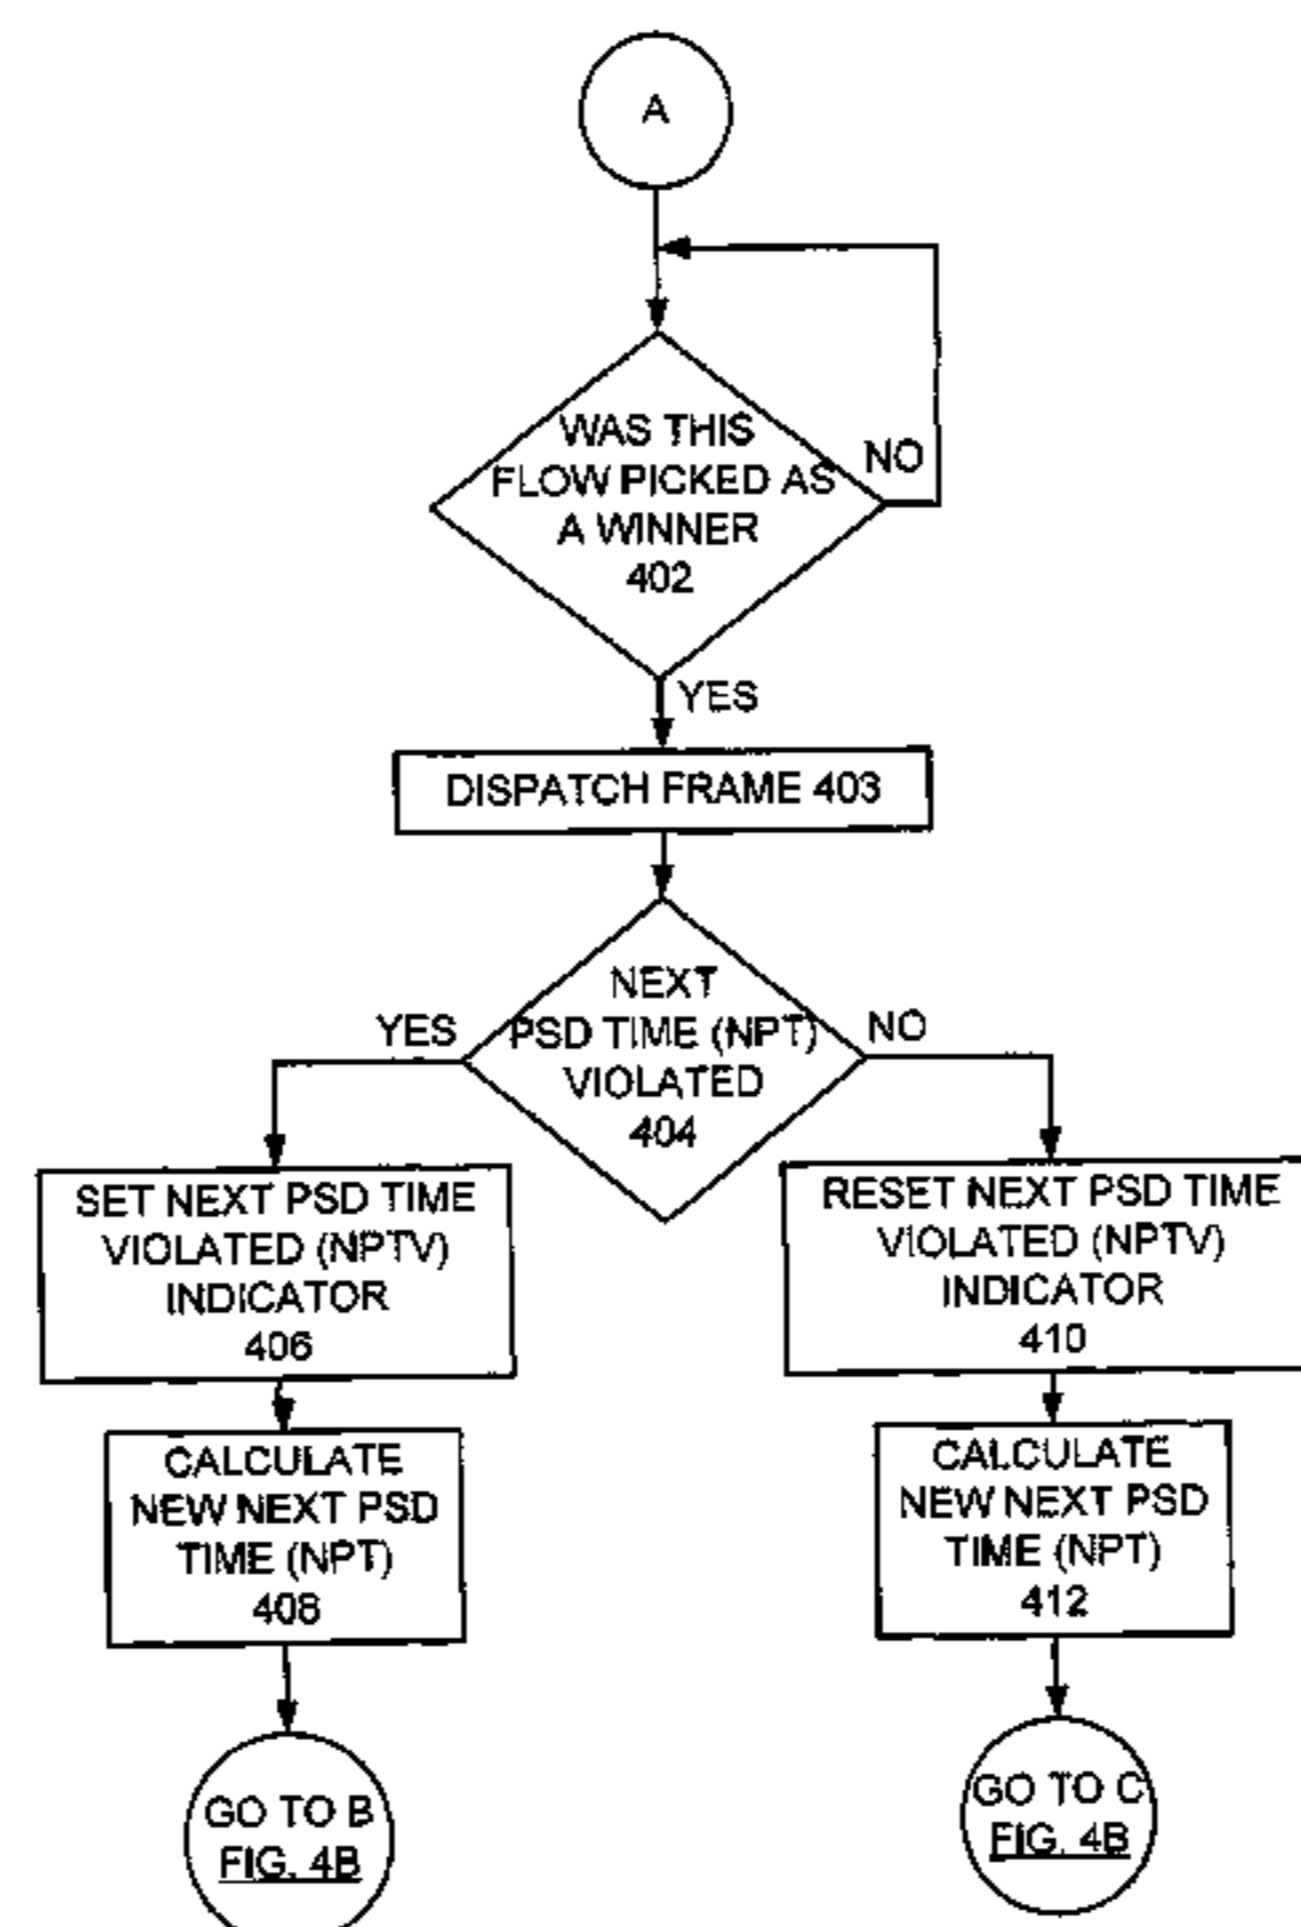 A
WAS THIS
FLOW PICKED AS
A WINNER
402
NO
YES
DISPATCH FRAME 403
NEXT
PSD TIME (NPT)
VIOLATED
404
YES
NO
SET NEXT PSD TIME
VIOLATED (NPTV)
INDICATOR
406
RESET NEXT PSD TIME
VIOLATED (NPTV)
INDICATOR
410
CALCULATE
NEW NEXT PSD
TIME (NPT)
408
CALCULATE
NEW NEXT PSD
TIME (NPT)
412
GO TO B
FIG. 4B
GO TO C
FIG. 4B